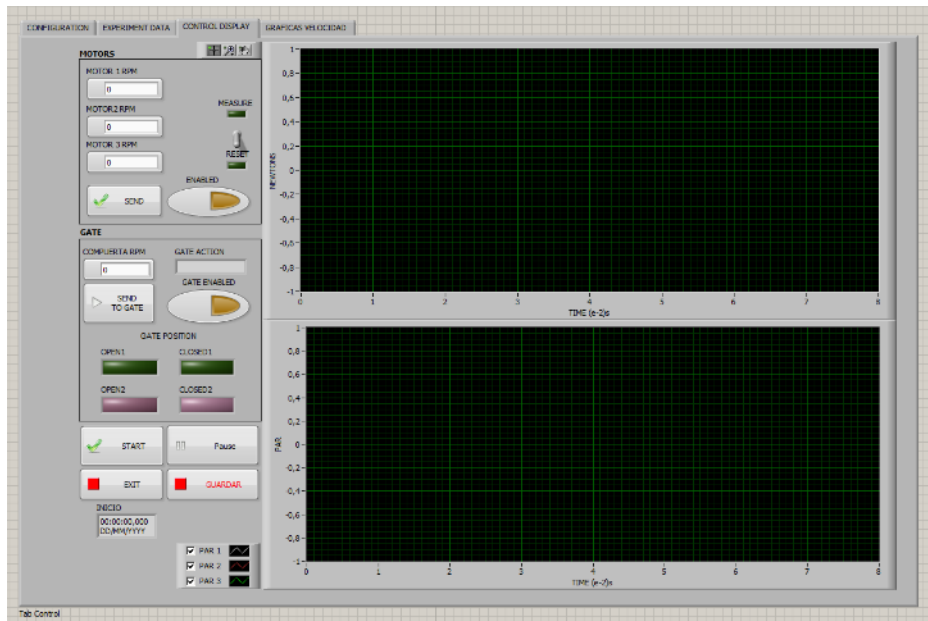 CONFIGURATION EXPERIMENT DATA CONTROL DISPLAY GRAFICAS VELOCIDAD
MOTORS
MOTOR 1 RPM
0
MEASURE
MOTOR2 RPM
0
MOTOR 3 RPM
RESET
0
ENABLED
SEND
GATE
COMPUERTA RPM GATE ACTION
0
GATE ENABLED
SEND
TO GATE
GATE POSITION
OPEN1 CLOSED1
OPEN2 CLOSED2
START Pause
EXIT GUARDAR
INICIO
00:00:00,000
DD/MM/YYYY
PAR 1
PAR 2
PAR 3
NEWTONS
1
0,8
0,6
0,4
0,2
0
-0,2
-0,4
-0,6
-0,8
-1
0 1 2 3 4 5 6 7 8
TIME (e-2)s
PAR
1
0,8
0,6
0,4
0,2
0
-0,2
-0,4
-0,6
-0,8
-1
0 1 2 3 4 5 6 7 8
TIME (e-2)s
Tab Control